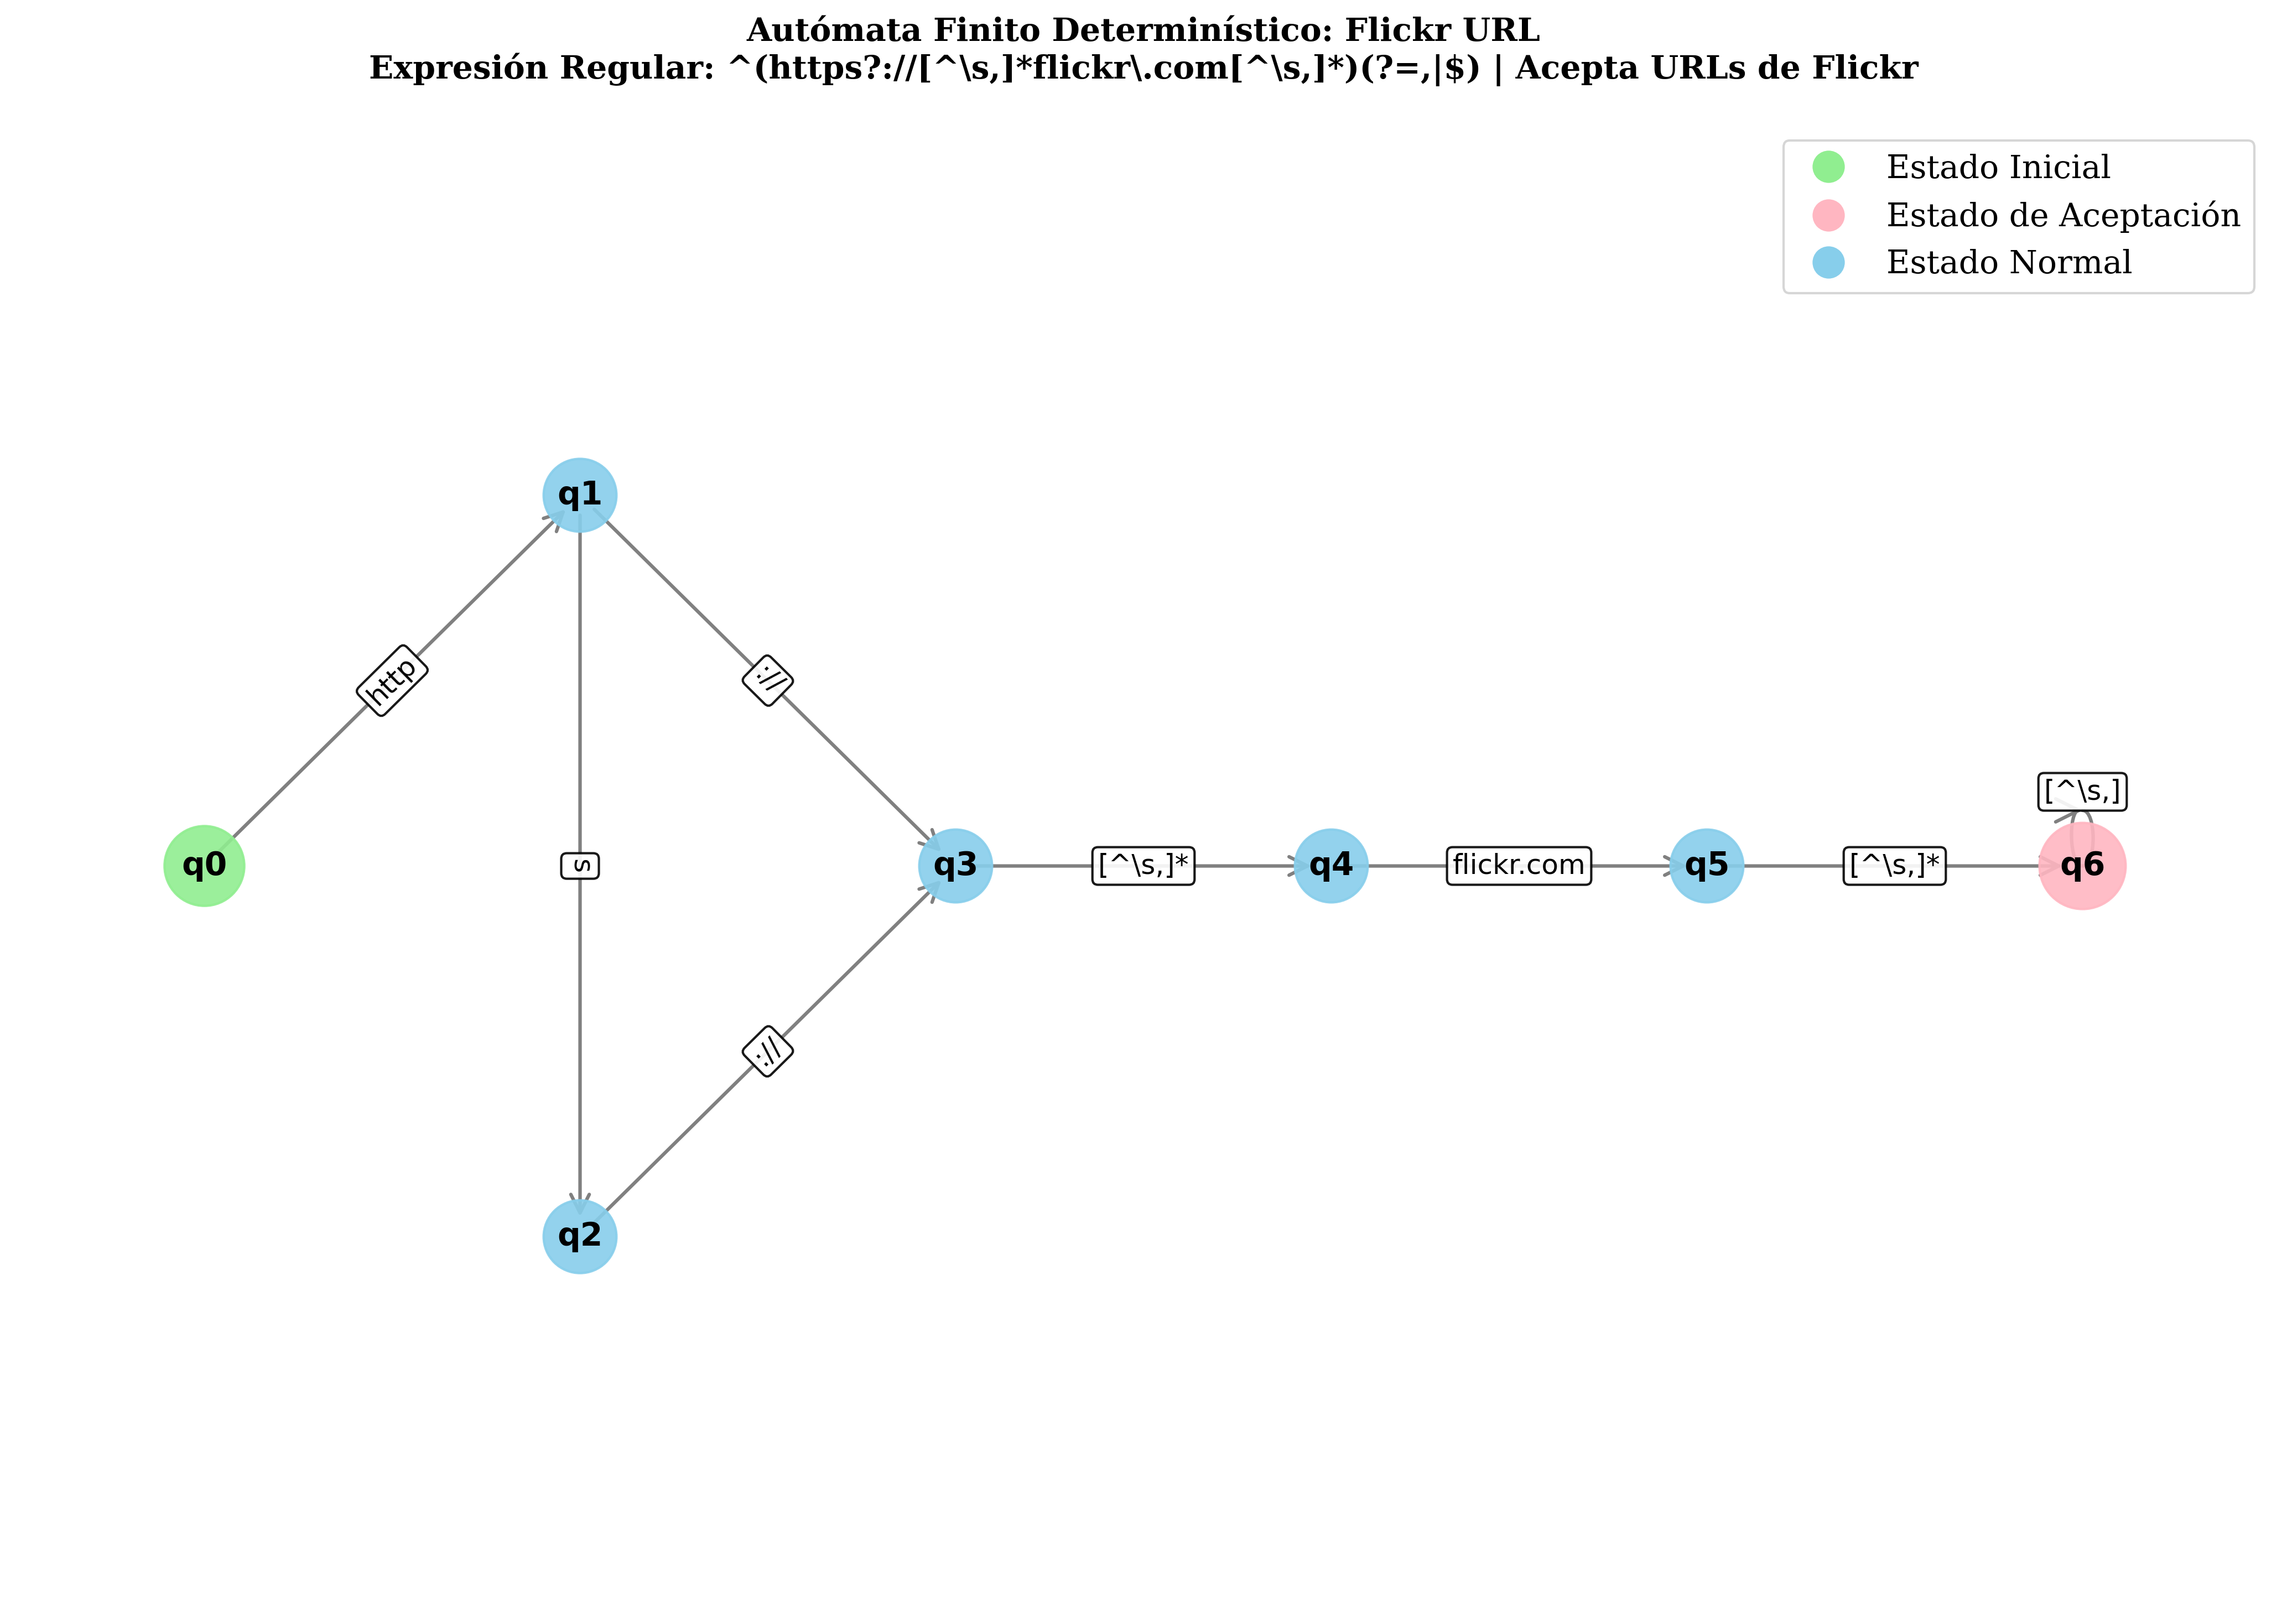 Autómata Finito Determinístico: Flickr URL
Expresión Regular: ^(https?://[^\s,]*flickr\.com[^\s,]*)(?=,|$) | Acepta URLs de Flickr
Estado Inicial
Estado de Aceptación
Estado Normal
q1
http
://
[^\s,]
q0
s
q3
[^\s,]*
q4
flickr.com
q5
[^\s,]*
q6
://
q2